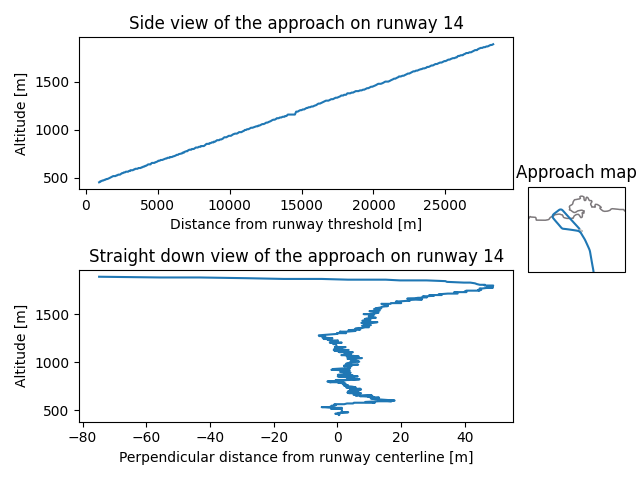 Side view of the approach on runway 14
Altitude [m]
1500
1000
500
0
5000
10000
15000
20000
25000
Distance from runway threshold [m]
Approach map
Straight down view of the approach on runway 14
Altitude [m]
1500
1000
500
−80
−60
−40
−20
0
20
40
Perpendicular distance from runway centerline [m]